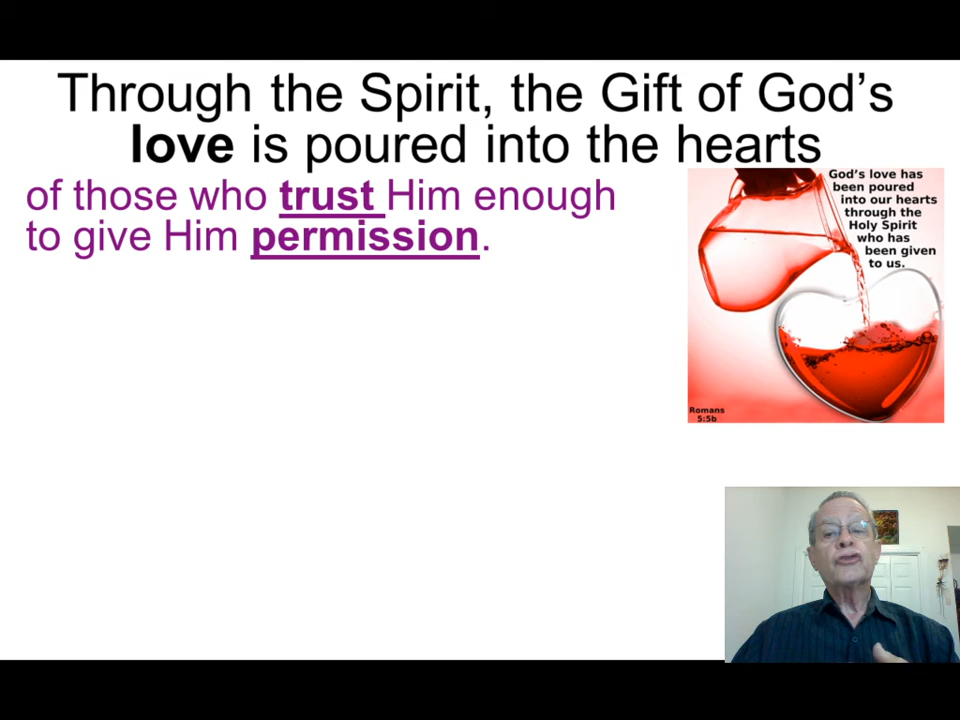 Through the Spirit, the Gift of God’s
love is poured into the hearts
of those who trust Him enough
to give Him permission.
God’s love has
been poured
into our hearts
through the
Holy Spirit
who has
been given
to us.
Romans
5:5b